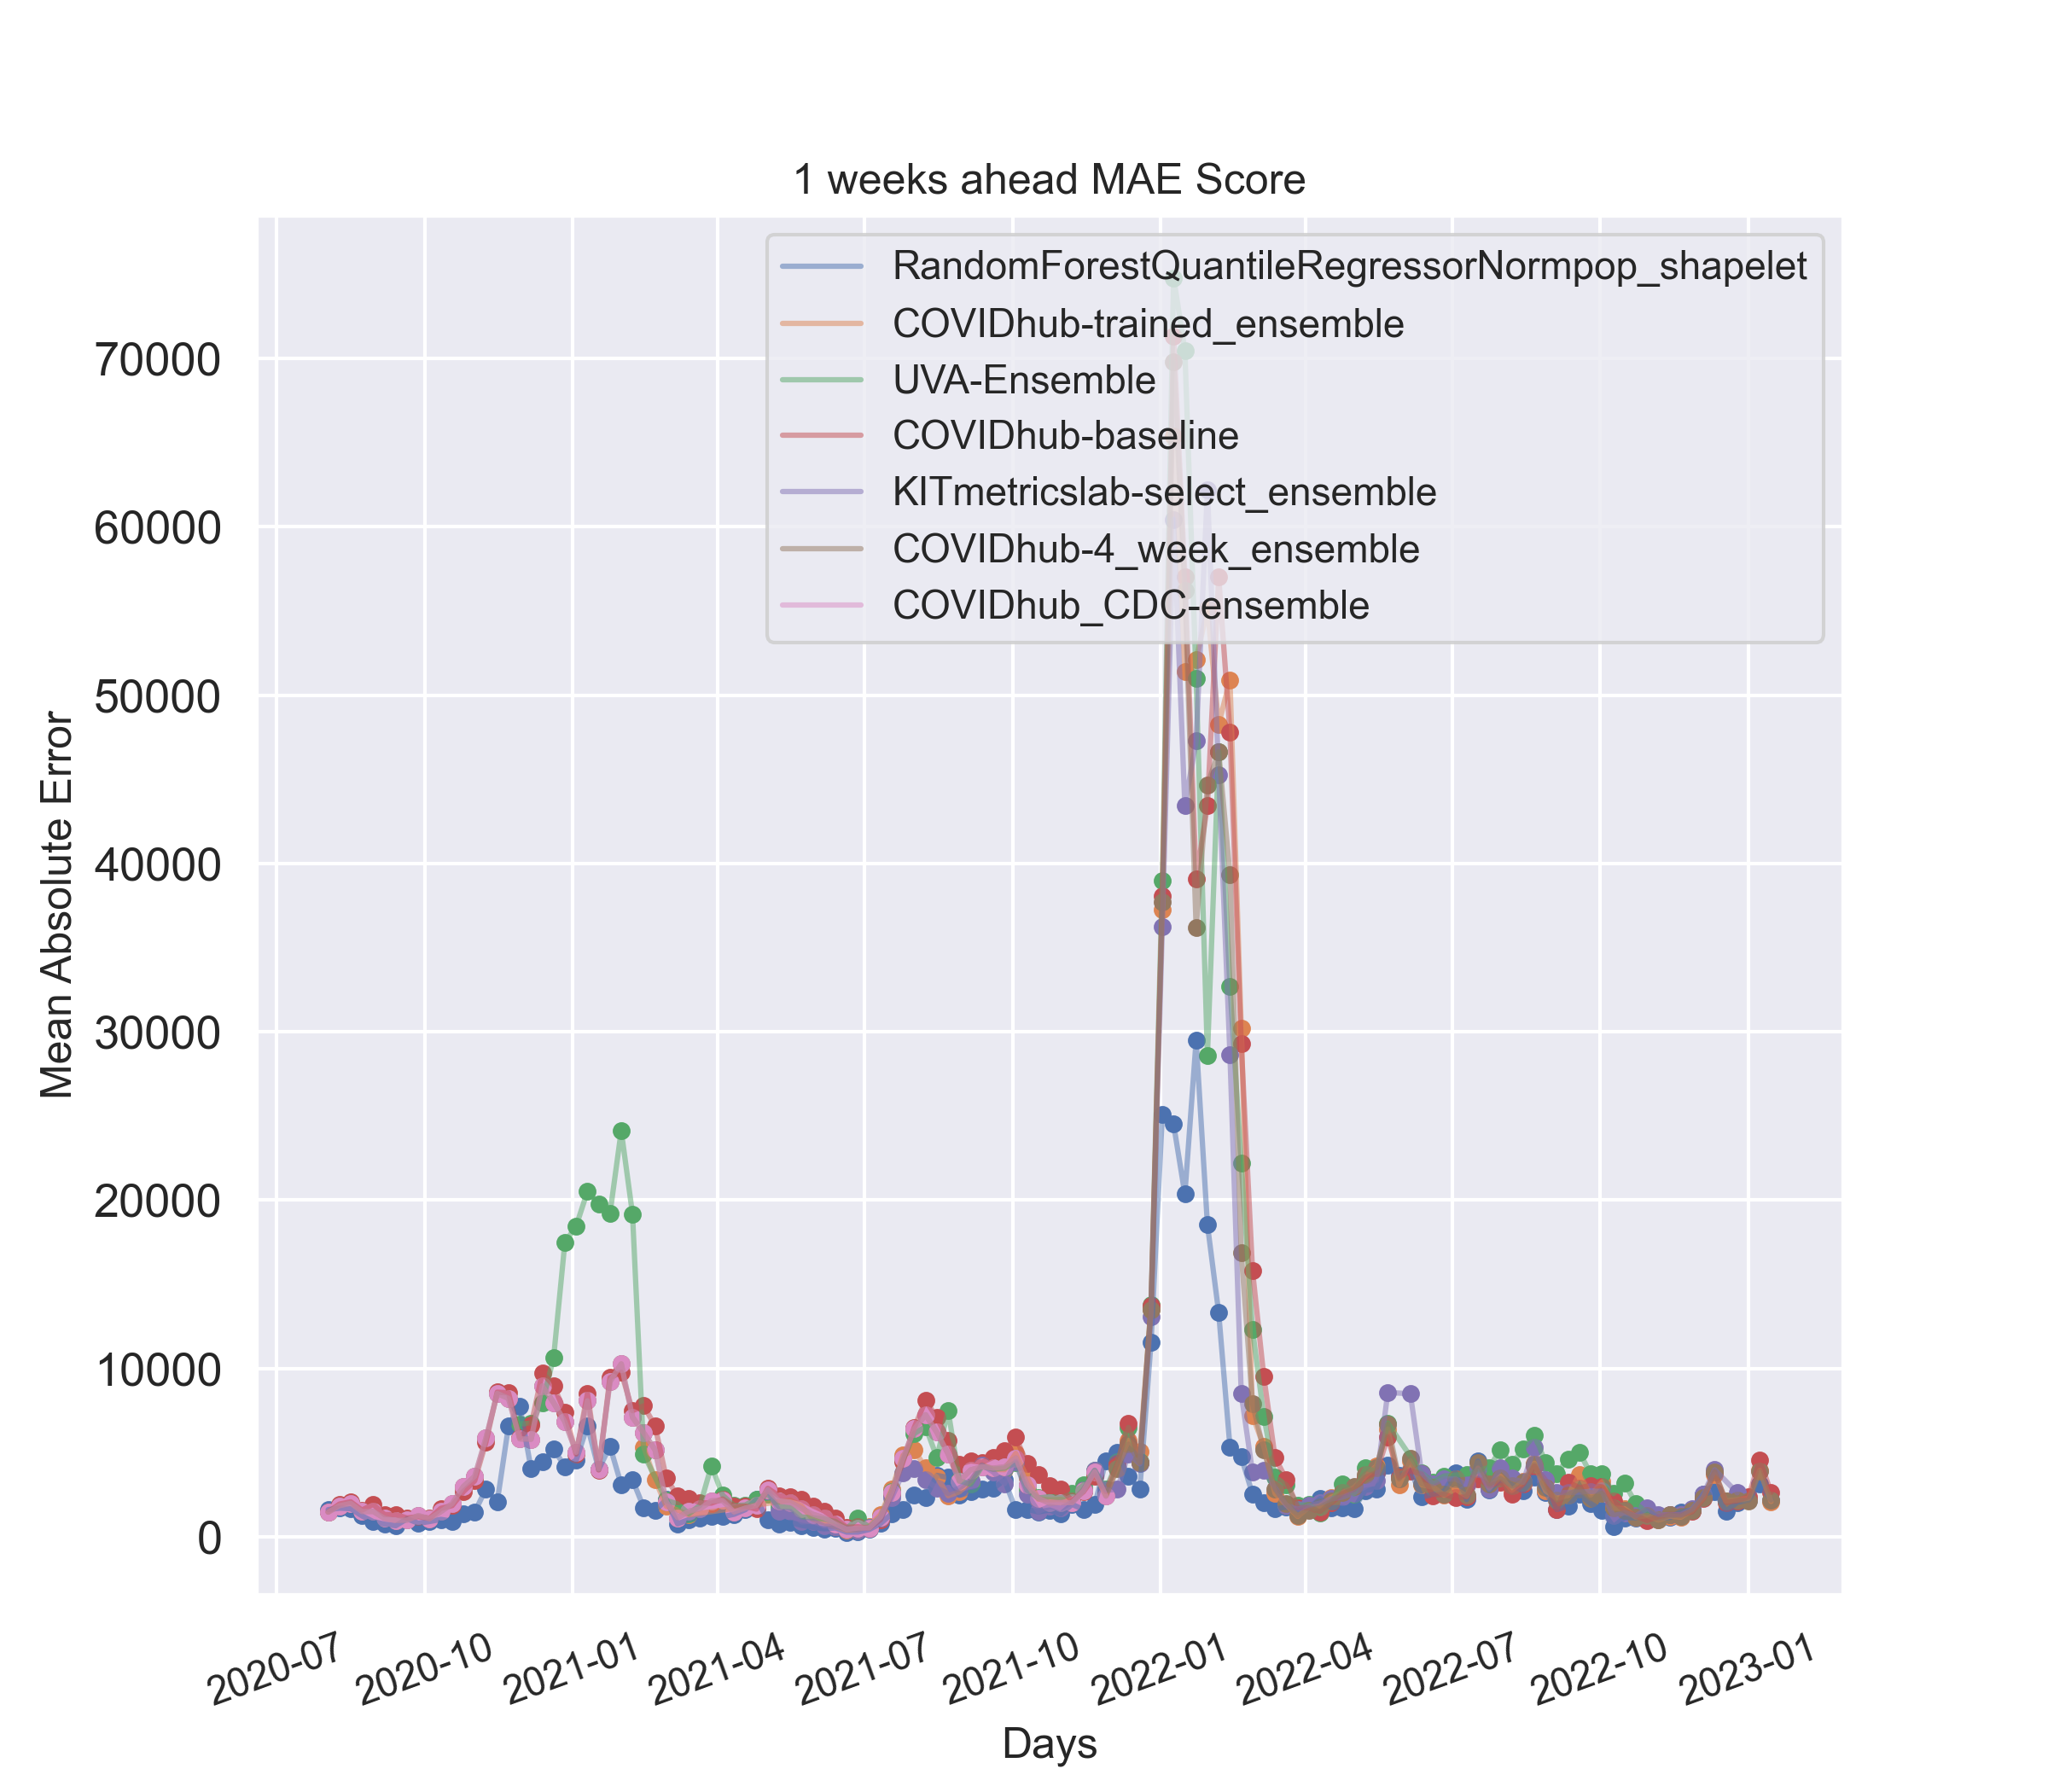 1 weeks ahead MAE Score
RandomForestQuantileRegressorNormpop_shapelet
COVIDhub-trained_ensemble
UVA-Ensemble
COVIDhub-baseline
KITmetricslab-select_ensemble
COVIDhub-4_week_ensemble
COVIDhub_CDC-ensemble
Mean Absolute Error
70000
60000
50000
40000
30000
20000
10000
0
2020-07 2020-10 2021-01 2021-04 2021-07 2021-10 2022-01 2022-04 2022-07 2022-10 2023-01
Days